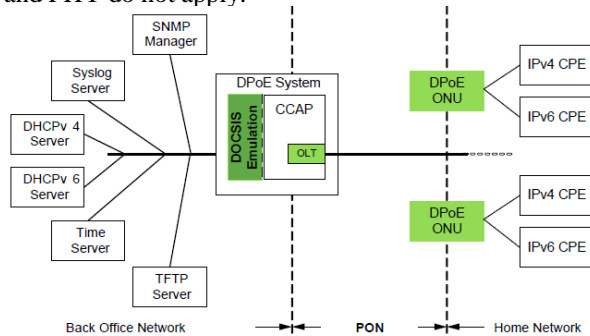 and PHY do not apply.
SNMP
Manager
Syslog
Server
DHCPv 4
Server
DHCPv 6
Server
Time
Server
TFTP
Server
DPoE System
DOCSIS
Emulation
CCAP
OLT
DPoE
ONU
IPv4 CPE
IPv6 CPE
DPoE
ONU
IPv4 CPE
IPv6 CPE
Back Office Network
PON
Home Network